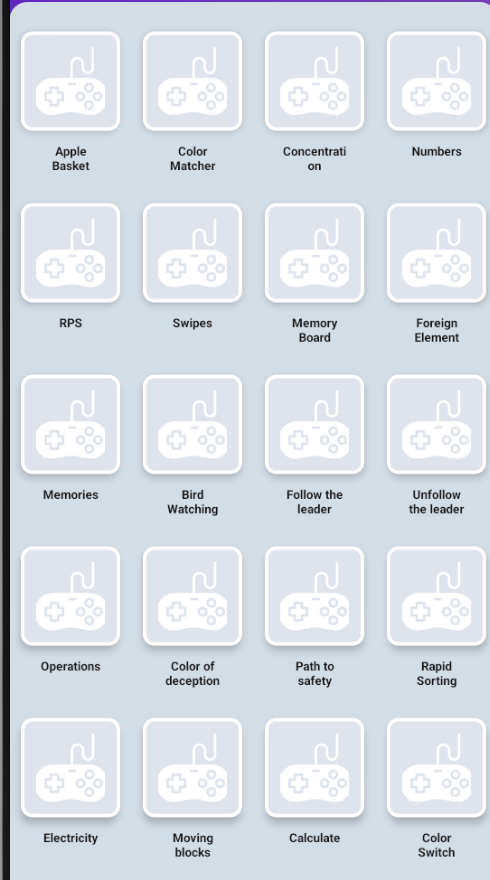 Apple
Basket
Color
Matcher
Concentrati
on
Numbers
RPS
Swipes
Memory
Board
Foreign
Element
Memories
Bird
Watching
Follow the
leader
Unfollow
the leader
Operations
Color of
deception
Path to
safety
Rapid
Sorting
Electricity
Moving
blocks
Calculate
Color
Switch